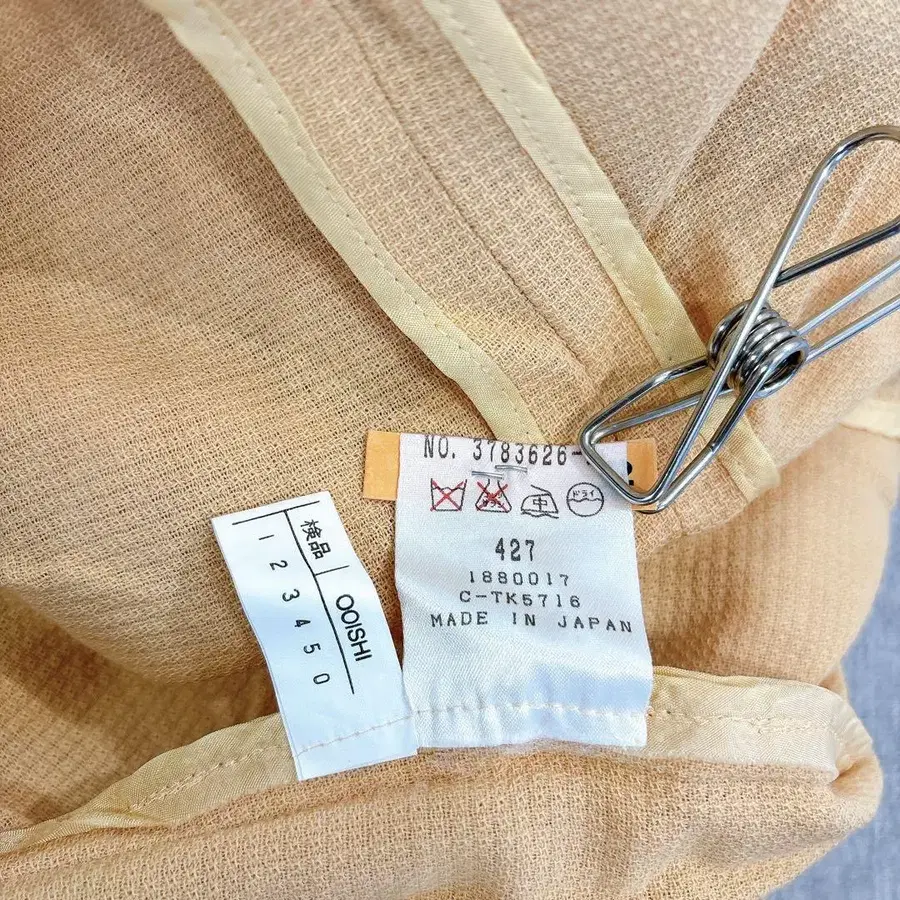 NO. 3783626-
中
ドライ
427
1880017
C-TK5716
MADE IN JAPAN
検品 OOISHI
1 2 3 4 5 0